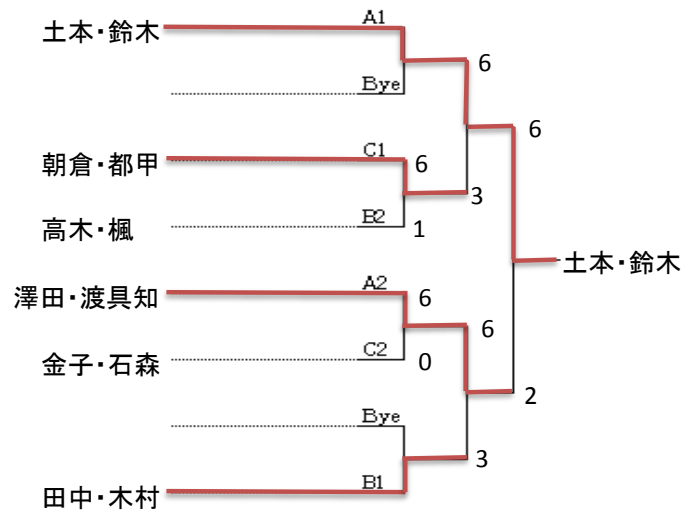 土本・鈴木 A1
6
Bye
6
朝倉・都甲 C1
6
3
高木・楓 B2 1
土本・鈴木
澤田・渡具知 A2
6
6
金子・石森 C2 0
2
Bye
3
田中・木村 B1